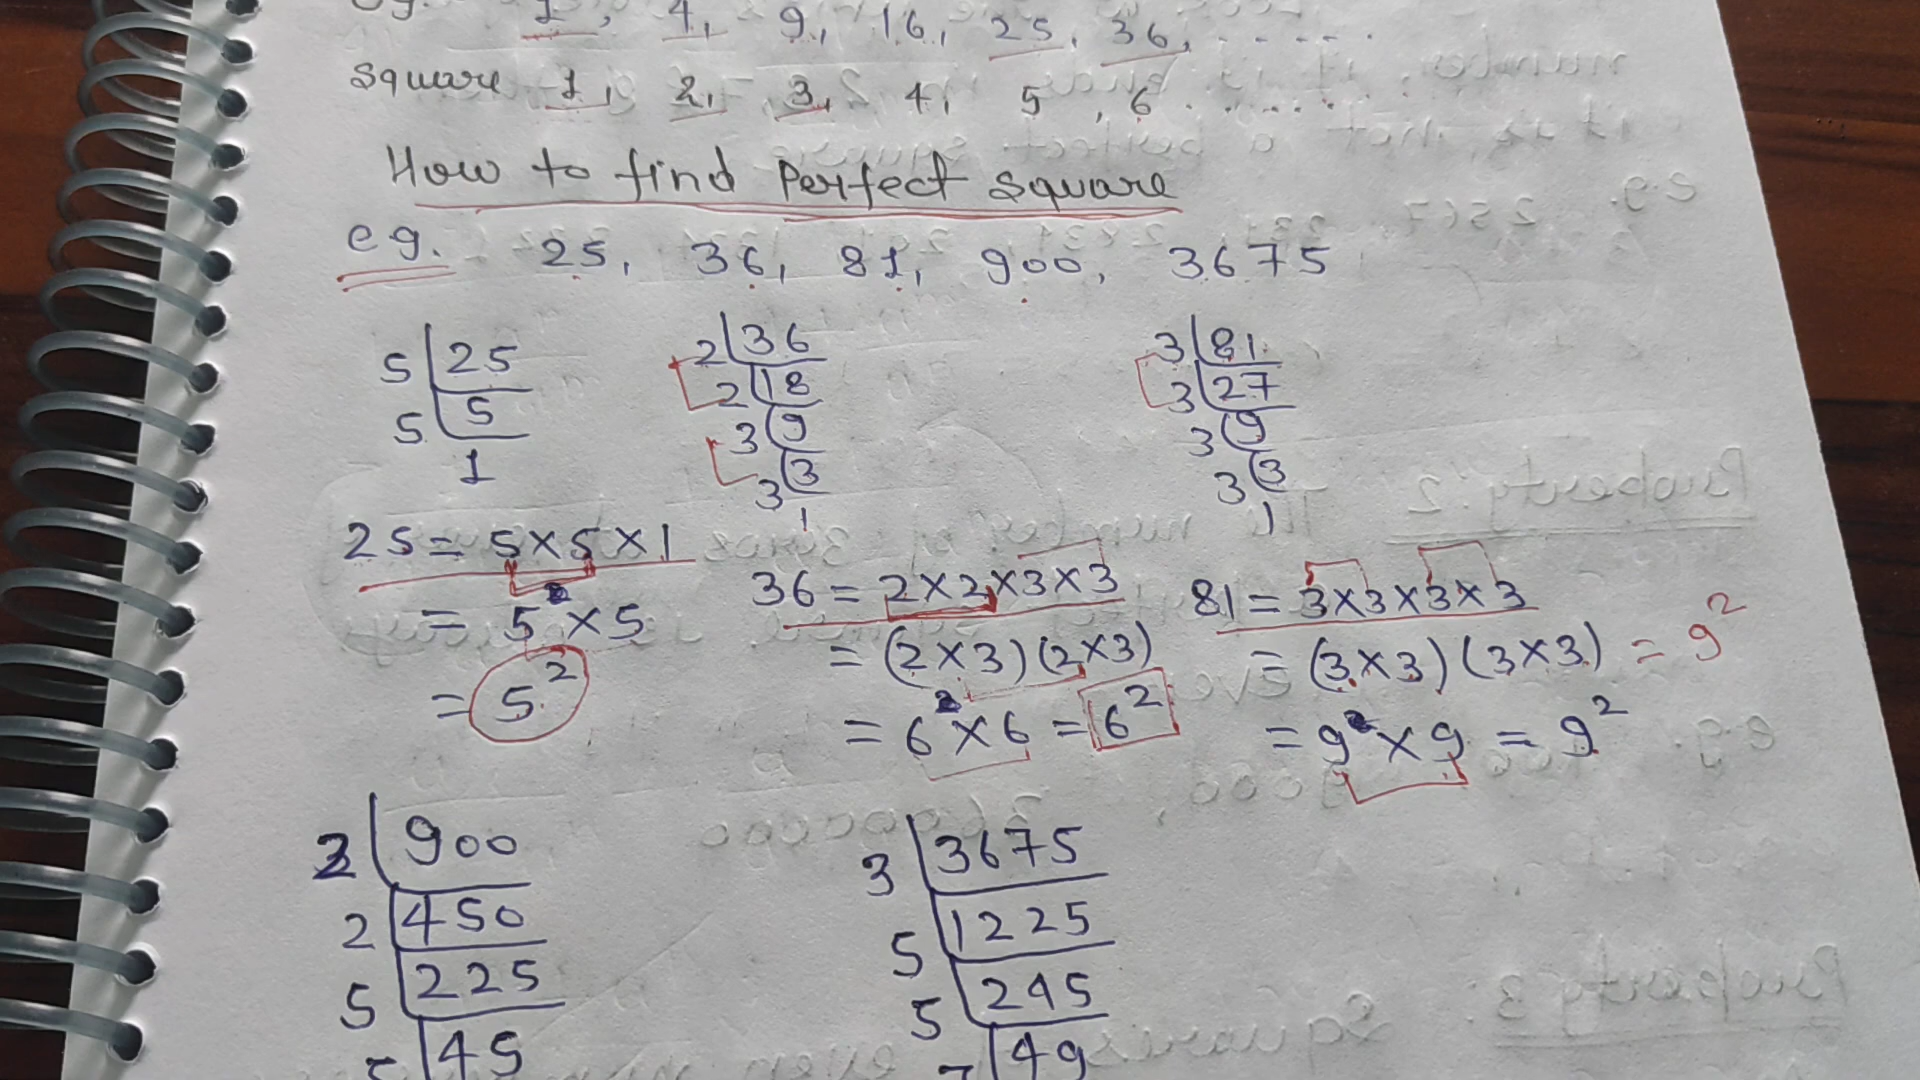 eg. 1, 4, 9, 16, 25, 36, .....
square 1, 2, 3, 4, 5, 6 ......
How to find Perfect square
eg. 25, 36, 81, 900, 3675
5 25
5 5
1
2 36
2 18
3 9
3 3
1
3 81
3 27
3 9
3 3
1
25 = 5×5×1
= 5 × 5
= 5²
36 = 2×2×3×3
= (2×3)(2×3)
= 6 × 6 = 6²
81 = 3×3×3×3
= (3×3)(3×3) = 9²
= 9 × 9 = 9²
2 900
2 450
5 225
5 45
3 3675
5 1225
5 245
7 49